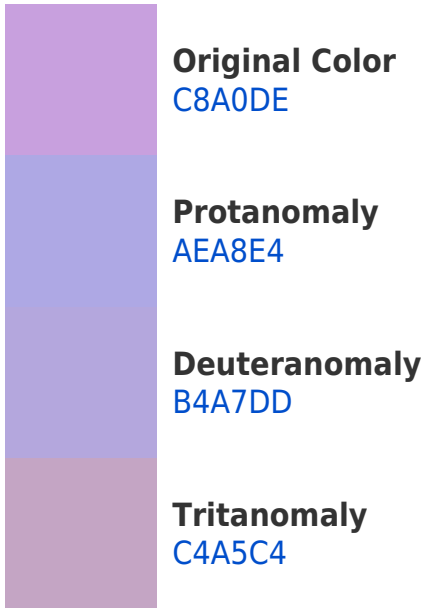 Original Color
C8A0DE
Protanomaly
AEA8E4
Deuteranomaly
B4A7DD
Tritanomaly
C4A5C4